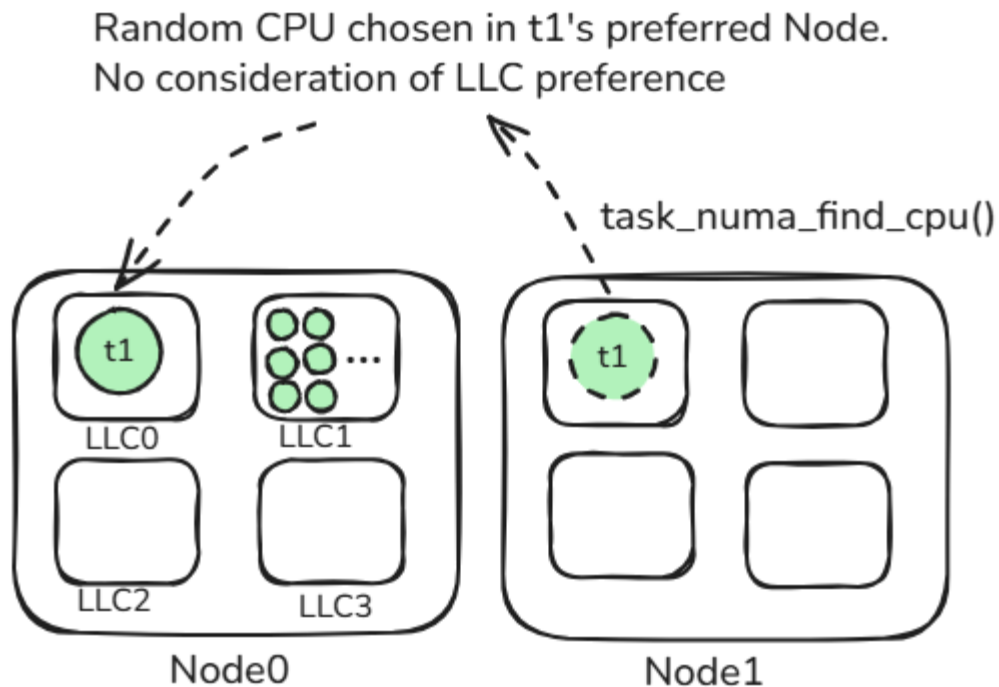 Random CPU chosen in t1's preferred Node.
No consideration of LLC preference
task_numa_find_cpu()
t1
...
t1
LLC0
LLC1
LLC2
LLC3
Node0
Node1